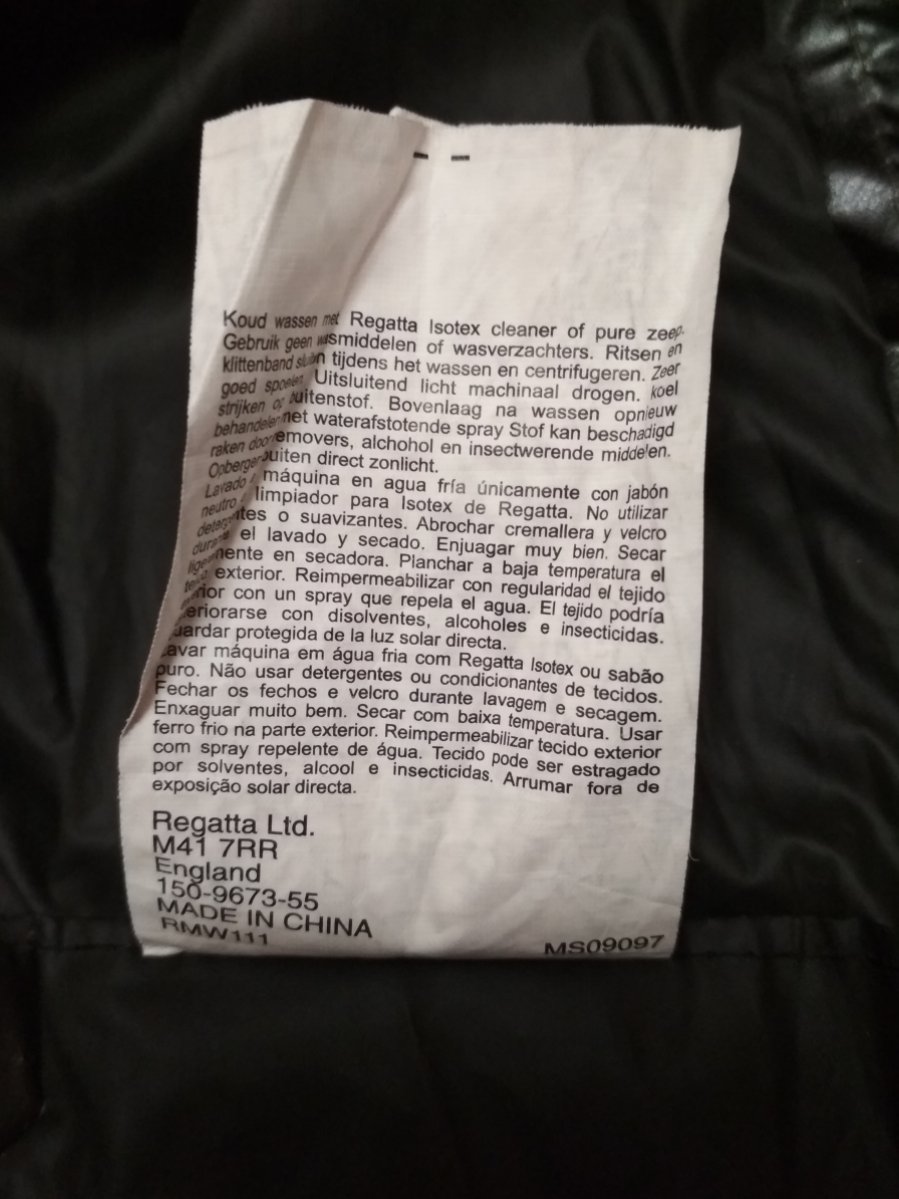 Koud wassen met Regatta Isotex cleaner of pure zeep.
Gebruik geen wasmiddelen of wasverzachters. Ritsen en
klittenband sluiten tijdens het wassen en centrifugeren. Zeer
goed spoelen. Uitsluitend licht machinaal drogen. koel
strijken op buitenstof. Bovenlaag na wassen opnieuw
behandelen met waterafstotende spray Stof kan beschadigd
raken door removers, alchohol en insectwerende middelen.
Opbergen buiten direct zonlicht.
Lavado máquina en agua fría únicamente con jabón
neutro limpiador para Isotex de Regatta. No utilizar
detergentes o suavizantes. Abrochar cremallera y velcro
durante el lavado y secado. Enjuagar muy bien. Secar
ligeramente en secadora. Planchar a baja temperatura el
tejido exterior. Reimpermeabilizar con regularidad el tejido
exterior con un spray que repela el agua. El tejido podría
deteriorarse con disolventes, alcoholes e insecticidas.
Guardar protegida de la luz solar directa.
Lavar máquina em água fria com Regatta Isotex ou sabão
puro. Não usar detergentes ou condicionantes de tecidos.
Fechar os fechos e velcro durante lavagem e secagem.
Enxaguar muito bem. Secar com baixa temperatura. Usar
ferro frio na parte exterior. Reimpermeabilizar tecido exterior
com spray repelente de água. Tecido pode ser estragado
por solventes, alcool e insecticidas. Arrumar fora de
exposição solar directa.
Regatta Ltd.
M41 7RR
England
150-9673-55
MADE IN CHINA
RMW111
MS09097